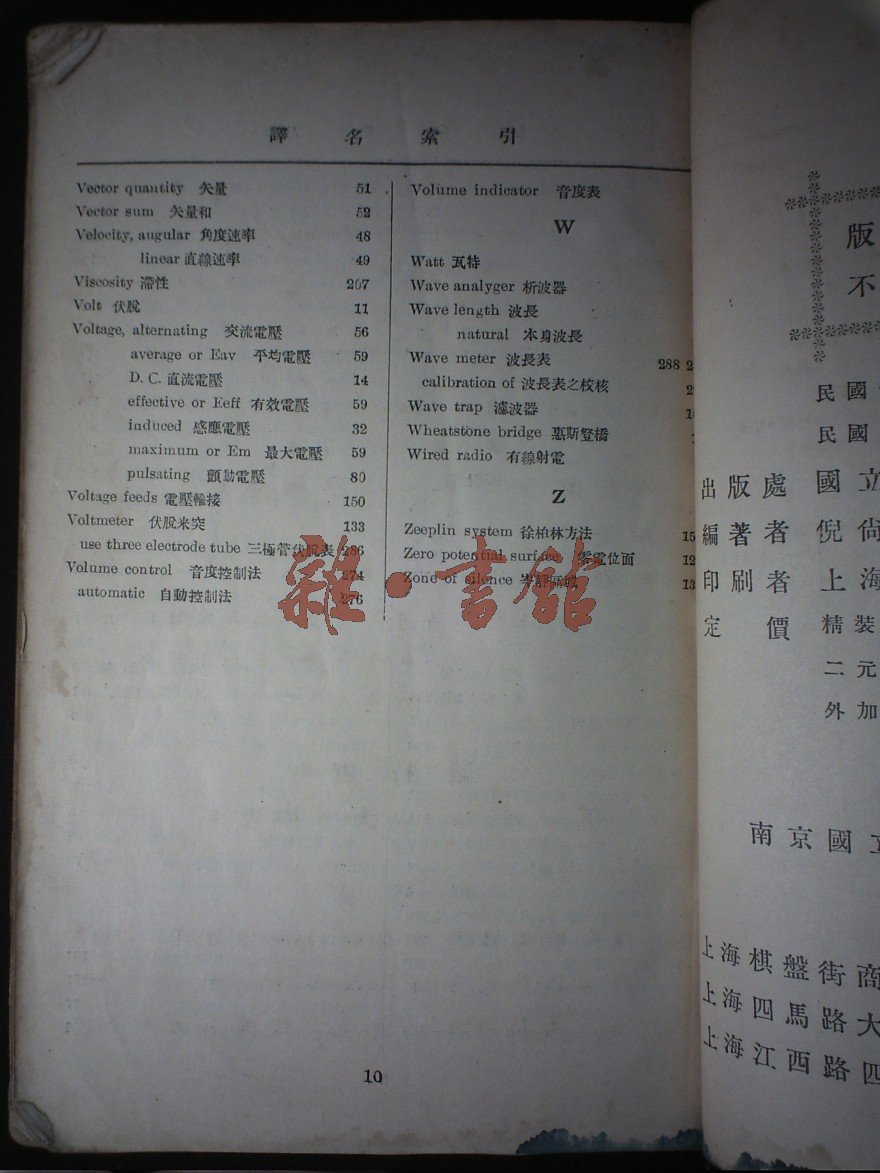 譯名索引
Vector quantity 矢量 51
Vector sum 矢量和 52
Velocity, augular 角度速率 48
linear 直線速率 49
Viscosity 滯性 207
Volt 伏脫 11
Voltage, alternating 交流電壓 56
average or Eav 平均電壓 59
D. C. 直流電壓 14
effective or Eeff 有效電壓 59
induced 感應電壓 32
maximum or Em 最大電壓 59
pulsating 顫動電壓 80
Voltage feeds 電壓輸接 150
Voltmeter 伏脫米突 133
use three electrode tube 三極管伏脫表 286
Volume control 音度控制法 274
automatic 自動控制法 276
Volume indicator 音度表
W
Watt 瓦特
Wave analyger 析波器
Wave length 波長
natural 本身波長
Wave meter 波長表 288 2
calibration of 波長表之校核
Wave trap 濾波器
Wheatstone bridge 惠斯登橋
Wired radio 有線射電
Z
Zeeplin system 徐柏林方法 15
Zero potential surface 零電位面 12
Zone of silence 13
雜·書館
10
版
不
民國
民國
出版處 國立
編著者 倪尙
印刷者 上海
定價 精裝
二元
外加
南京國立
上海棋盤街商
上海四馬路大
上海江西路四